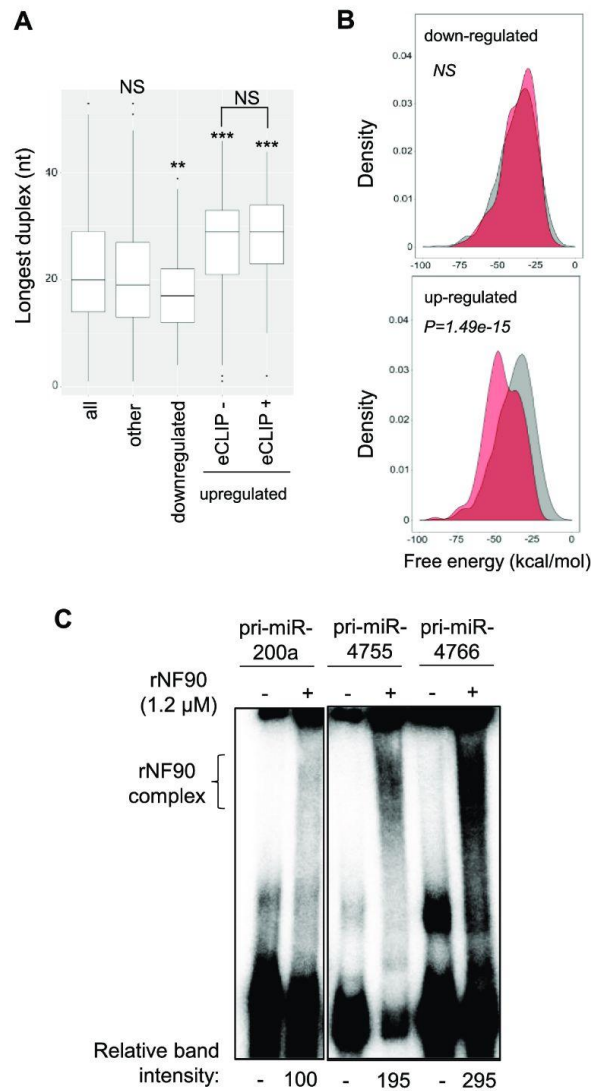 A
NS
NS
***
***
**
Longest duplex (nt)
40
20
0
all
other
downregulated
eCLIP -
eCLIP +
upregulated
B
down-regulated
NS
Density
0.04
0.03
0.02
0.01
0
-100 -75 -50 -25 0
up-regulated
P=1.49e-15
Density
0.04
0.03
0.02
0.01
0
-100 -75 -50 -25 0
Free energy (kcal/mol)
C
pri-miR-200a
pri-miR-4755
pri-miR-4766
rNF90
(1.2 µM)
- + - + - +
rNF90
complex
Relative band
intensity:
- 100 - 195 - 295